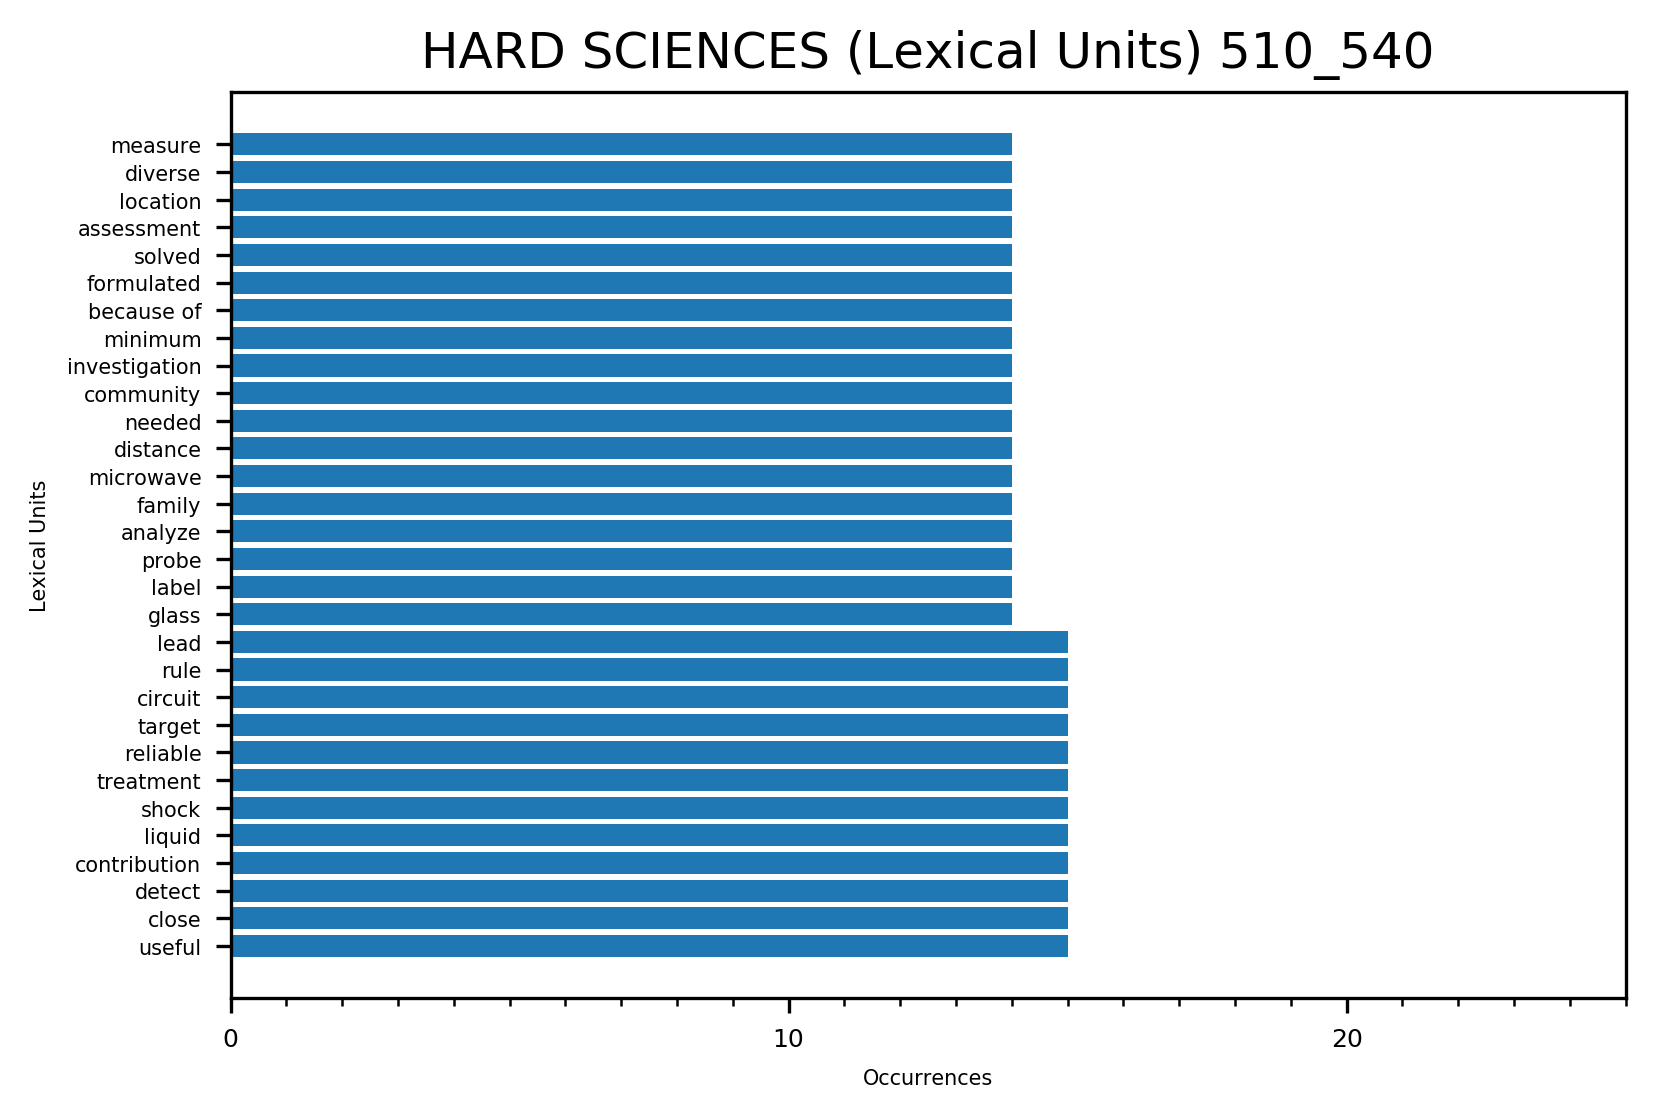 HARD SCIENCES (Lexical Units) 510_540
measure
diverse
location
assessment
solved
formulated
because of
minimum
investigation
community
needed
distance
microwave
family
analyze
probe
label
glass
lead
rule
circuit
target
reliable
treatment
shock
liquid
contribution
detect
close
useful
Lexical Units
0 10 20
Occurrences